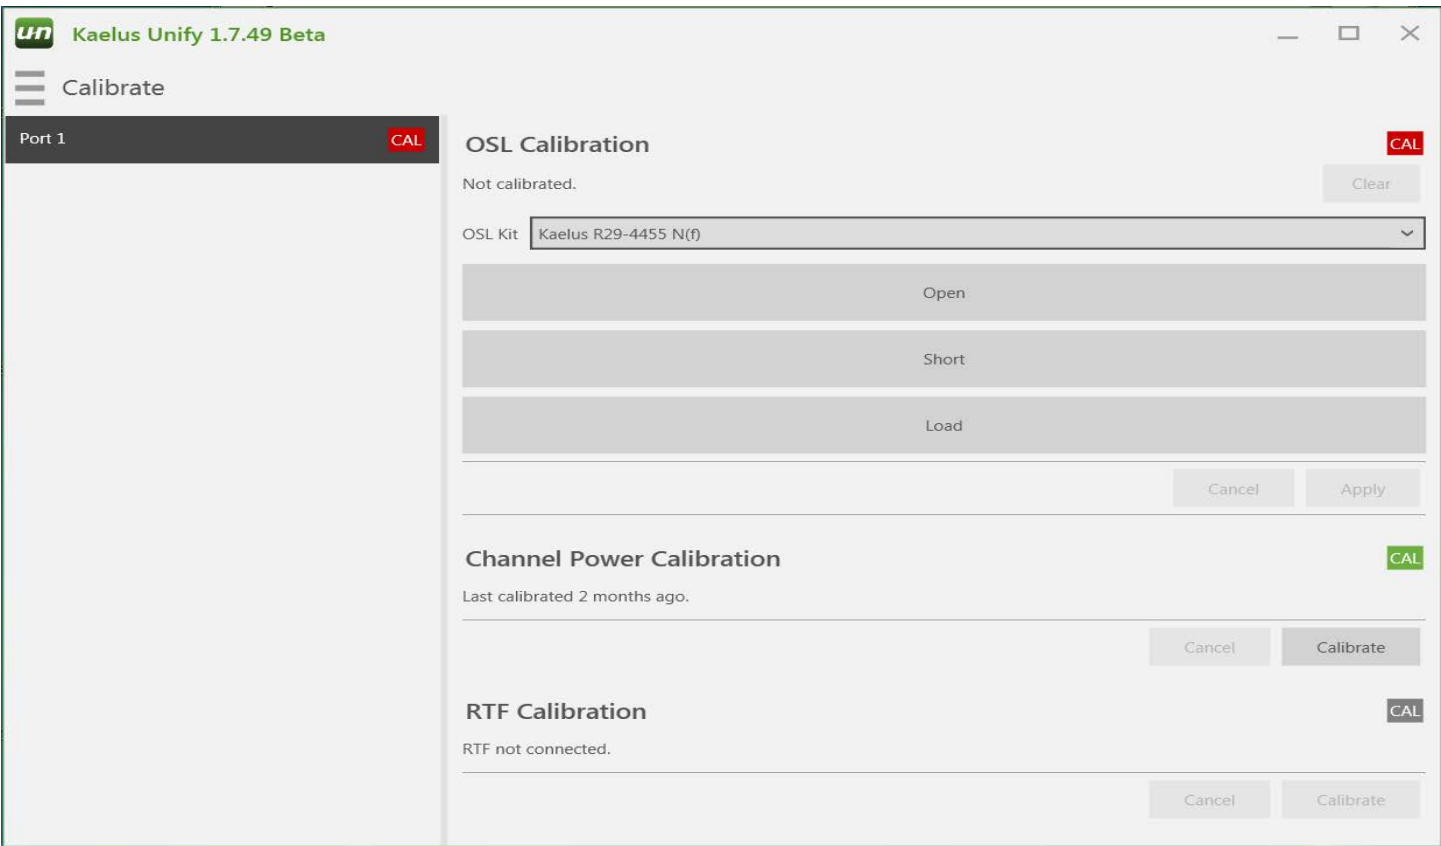 un Kaelus Unify 1.7.49 Beta
Calibrate
Port 1 CAL
OSL Calibration CAL
Not calibrated. Clear
OSL Kit Kaelus R29-4455 N(f)
Open
Short
Load
Cancel Apply
Channel Power Calibration CAL
Last calibrated 2 months ago.
Cancel Calibrate
RTF Calibration CAL
RTF not connected.
Cancel Calibrate